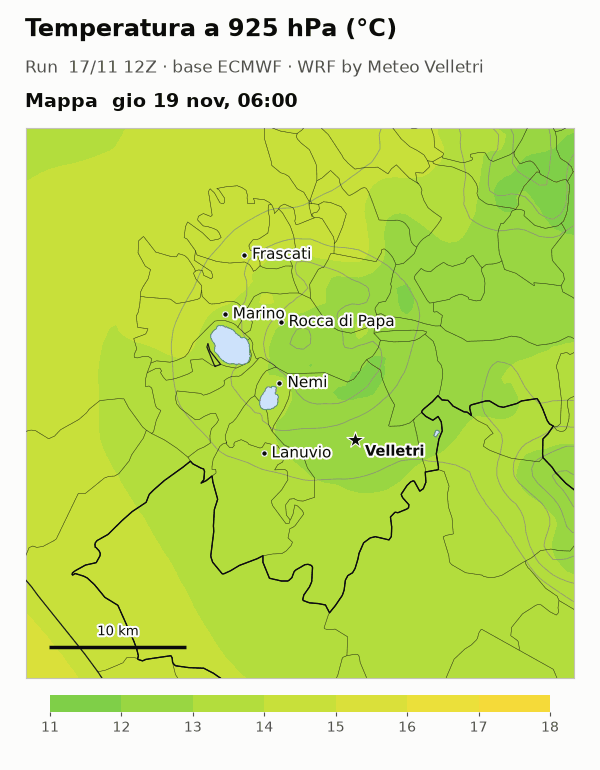 Temperatura a 925 hPa (°C)
Run  17/11 12Z · base ECMWF · WRF by Meteo Velletri
Mappa  gio 19 nov, 06:00
Frascati
Marino
Rocca di Papa
Nemi
Velletri
Lanuvio
10 km
11 12 13 14 15 16 17 18